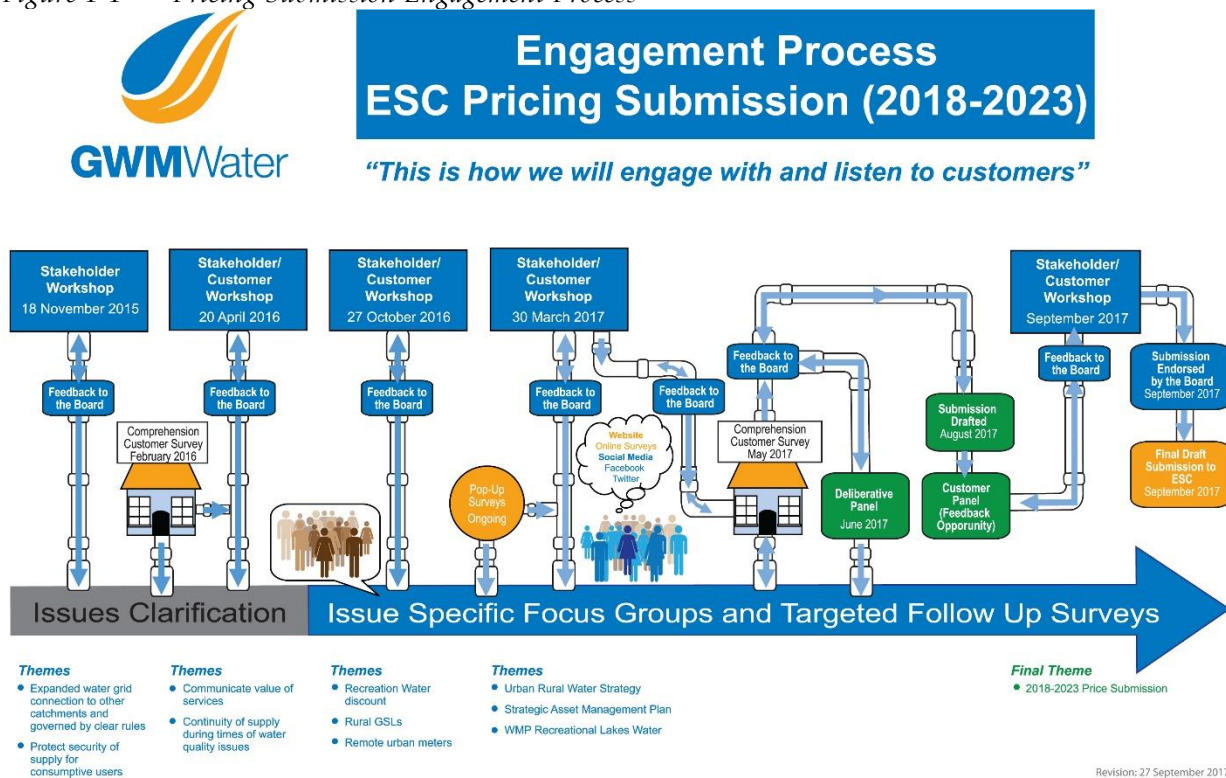 Figure 1-1 Pricing Submission Engagement Process
GWMWater
Engagement Process
ESC Pricing Submission (2018-2023)
“This is how we will engage with and listen to customers”
Stakeholder
Workshop
18 November 2015
Stakeholder/
Customer
Workshop
20 April 2016
Stakeholder/
Customer
Workshop
27 October 2016
Stakeholder/
Customer
Workshop
30 March 2017
Stakeholder/
Customer
Workshop
September 2017
Feedback to
the Board
Feedback to
the Board
Feedback to
the Board
Feedback to
the Board
Feedback to
the Board
Feedback to
the Board
Feedback to
the Board
Submission
Endorsed
by the Board
September 2017
Comprehension
Customer Survey
February 2016
Pop-Up
Surveys
Ongoing
Website
Online Surveys
Social Media
Facebook
Twitter
Comprehension
Customer Survey
May 2017
Deliberative
Panel
June 2017
Submission
Drafted
August 2017
Customer
Panel
(Feedback
Opporunity)
Final Draft
Submission to
ESC
September 2017
Issues Clarification
Issue Specific Focus Groups and Targeted Follow Up Surveys
Themes
• Expanded water grid
connection to other
catchments and
governed by clear rules
• Protect security of
supply for
consumptive users
Themes
• Communicate value of
services
• Continuity of supply
during times of water
quality issues
Themes
• Recreation Water
discount
• Rural GSLs
• Remote urban meters
Themes
• Urban Rural Water Strategy
• Strategic Asset Management Plan
• WMP Recreational Lakes Water
Final Theme
• 2018-2023 Price Submission
Revision: 27 September 2017